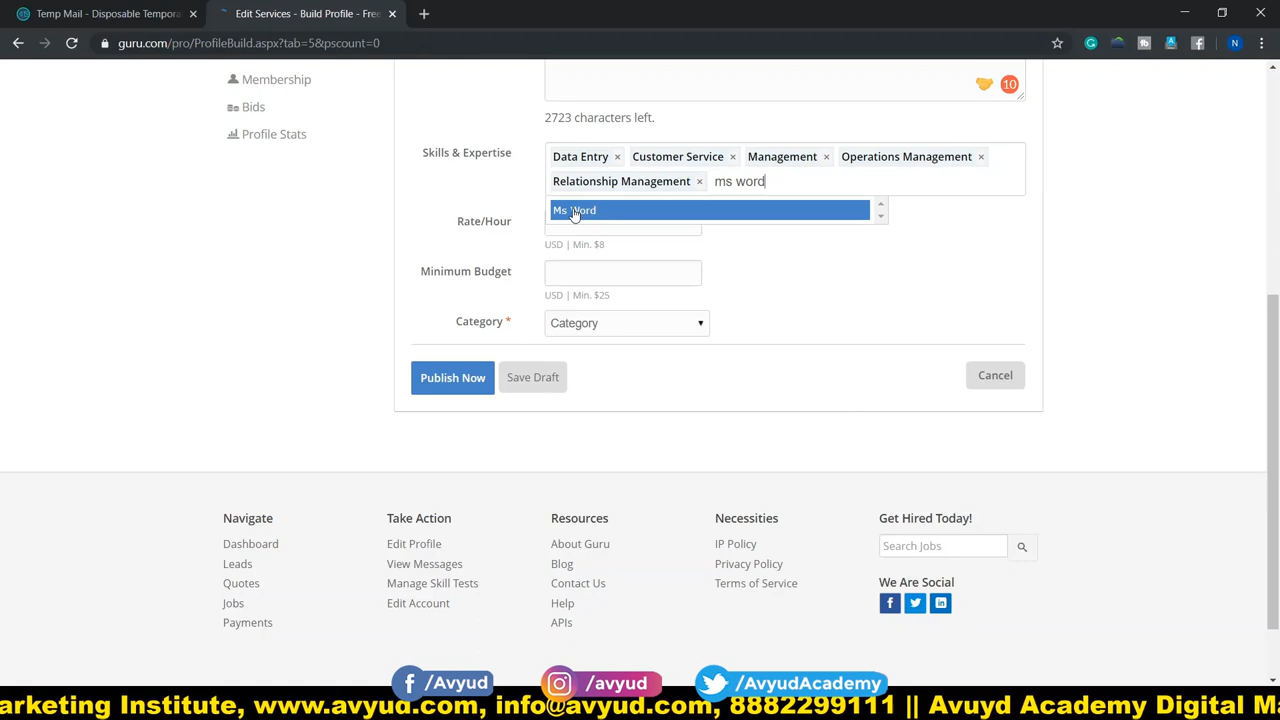 Temp Mail - Disposable Tempora
Edit Services - Build Profile - Free
guru.com/pro/ProfileBuild.aspx?tab=5&pscount=0
N
Membership
Bids
Profile Stats
10
2723 characters left.
Skills & Expertise
Data Entry × Customer Service × Management × Operations Management ×
Relationship Management × ms word
Ms Word
Rate/Hour
USD | Min. $8
Minimum Budget
USD | Min. $25
Category *
Category
Publish Now
Save Draft
Cancel
Navigate
Dashboard
Leads
Quotes
Jobs
Payments
Take Action
Edit Profile
View Messages
Manage Skill Tests
Edit Account
Resources
About Guru
Blog
Contact Us
Help
APIs
Necessities
IP Policy
Privacy Policy
Terms of Service
Get Hired Today!
Search Jobs
We Are Social
/Avyud
/avyud
/AvyudAcademy
arketing Institute, www.avyud.com, info@avyud.com, 8882299111 || Avuyd Academy Digital Ma